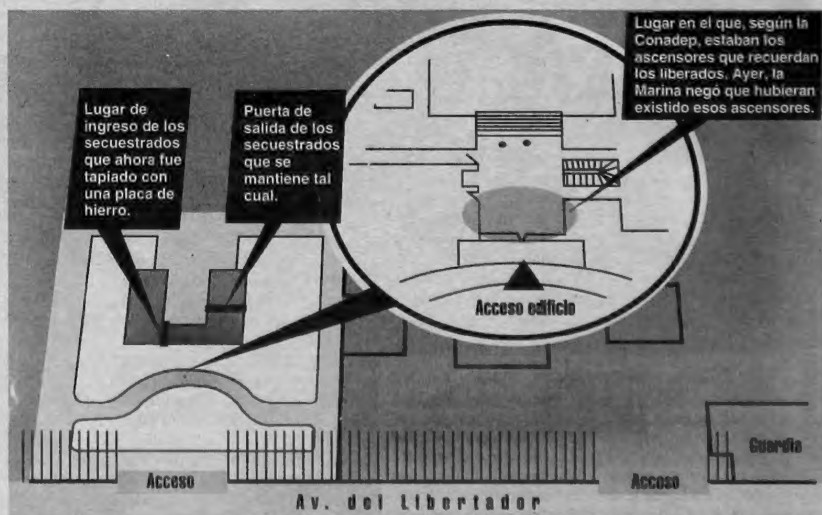 Lugar en el que, según la
Conadep, estaban los
ascensores que recuerdan
los liberados. Ayer, la
Marina negó que hubieran
existido esos ascensores.
Lugar de
ingreso de los
secuestrados
que ahora fue
tapiado con
una placa de
hierro.
Puerta de
salida de los
secuestrados
que se
mantiene tal
cual.
Acceso edificio
Guardia
Acceso
Acceso
Av. del Libertador